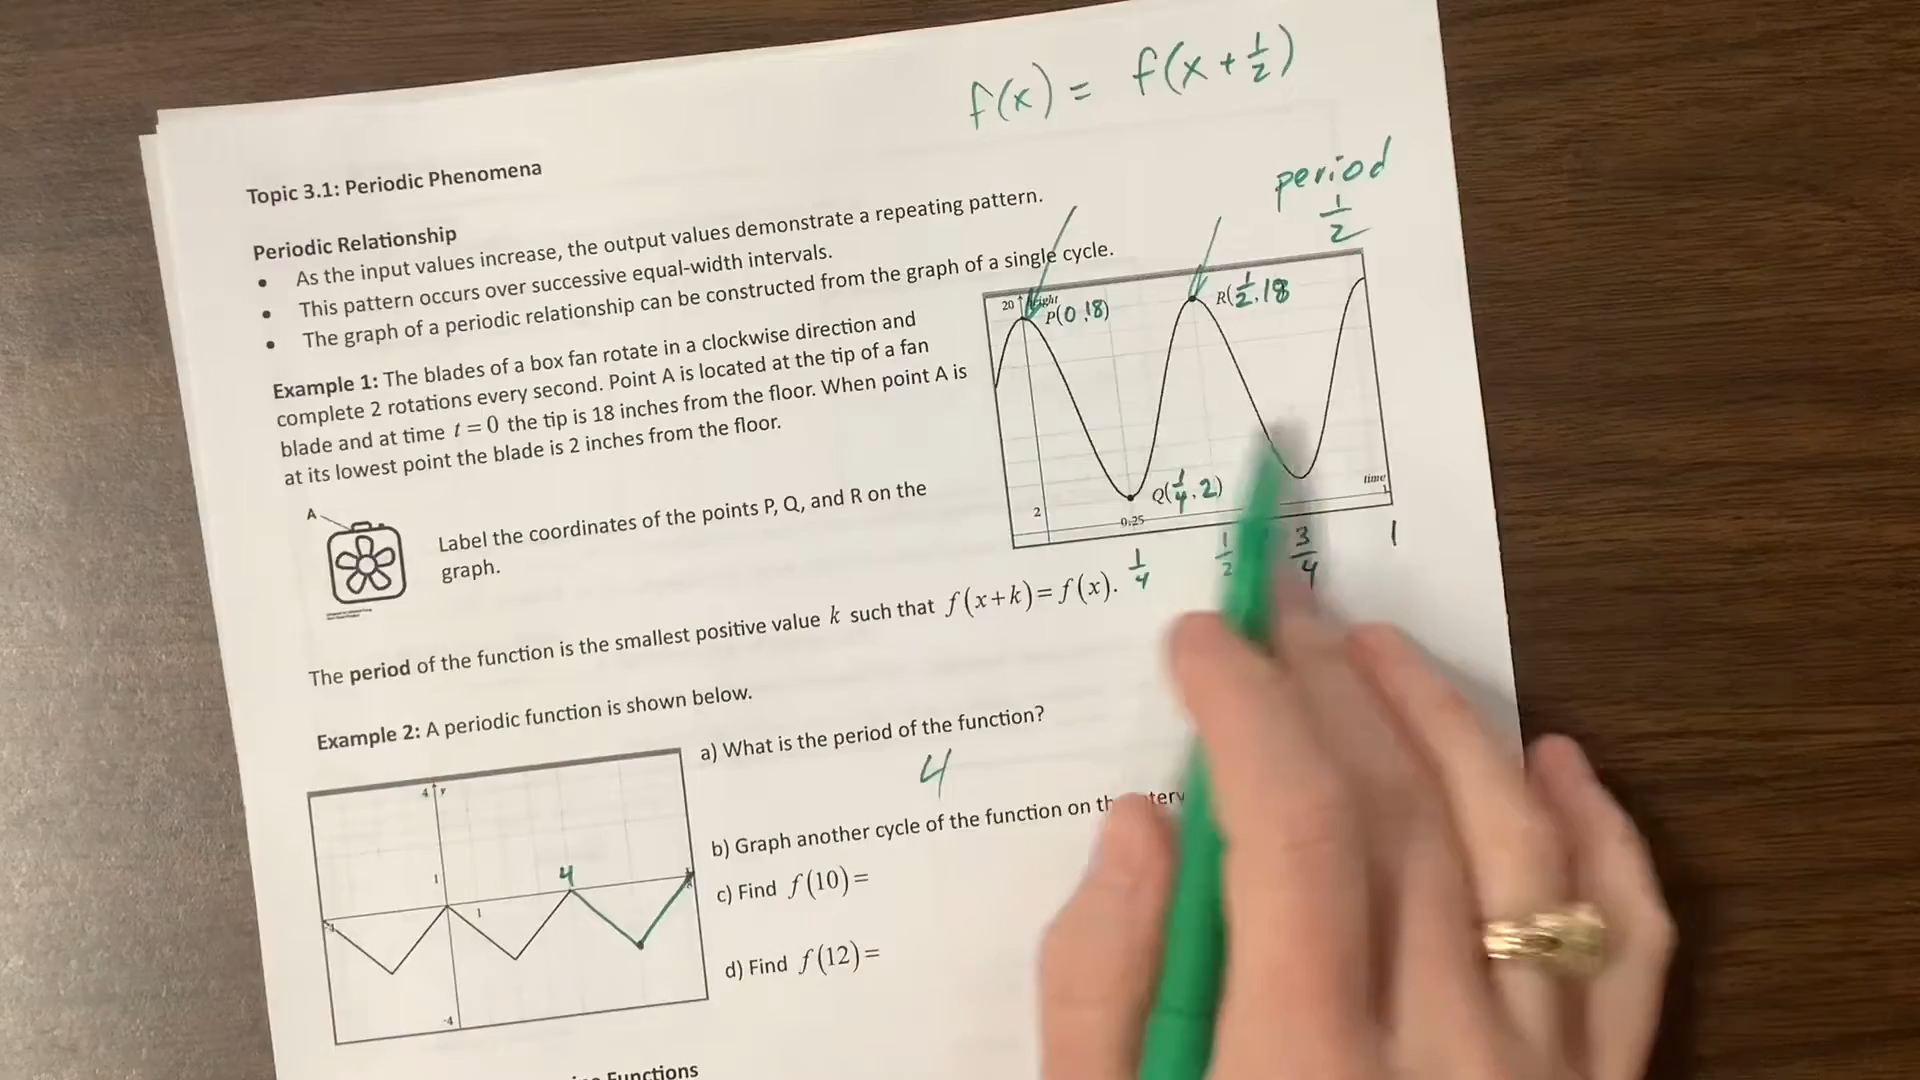 f(x) = f(x + 1/2)
period
1/2
Topic 3.1: Periodic Phenomena
Periodic Relationship
• As the input values increase, the output values demonstrate a repeating pattern.
• This pattern occurs over successive equal-width intervals.
• The graph of a periodic relationship can be constructed from the graph of a single cycle.
Example 1: The blades of a box fan rotate in a clockwise direction and
complete 2 rotations every second. Point A is located at the tip of a fan
blade and at time t = 0 the tip is 18 inches from the floor. When point A is
at its lowest point the blade is 2 inches from the floor.
20
P(0,18)
R(1/2,18
Q(1/4,2)
2
0.25
time
1
1/4
1/2
3/4
1
A
Label the coordinates of the points P, Q, and R on the
graph.
The period of the function is the smallest positive value k such that f(x+k)=f(x).
Example 2: A periodic function is shown below.
4
y
1
1
4
-4
a) What is the period of the function?
4
b) Graph another cycle of the function on
c) Find f(10)=
d) Find f(12)=
Functions